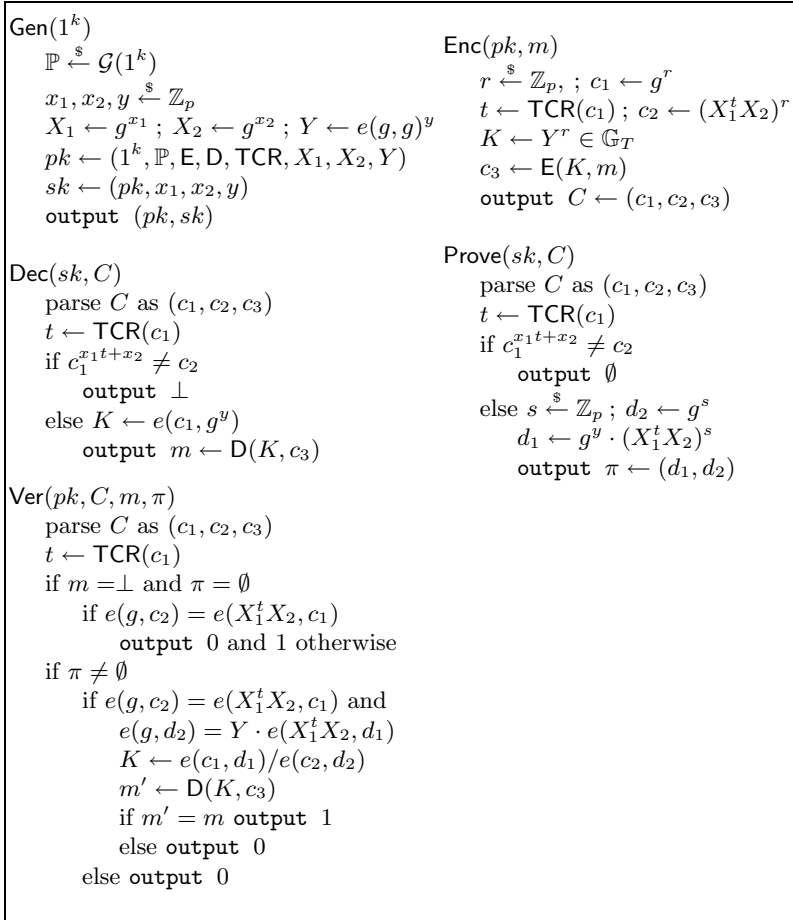 Gen(1^k)
ℙ ←$ 𝒢(1^k)
x_1, x_2, y ←$ ℤ_p
X_1 ← g^{x_1} ; X_2 ← g^{x_2} ; Y ← e(g, g)^y
pk ← (1^k, ℙ, E, D, TCR, X_1, X_2, Y)
sk ← (pk, x_1, x_2, y)
output (pk, sk)
Enc(pk, m)
r ←$ ℤ_p, ; c_1 ← g^r
t ← TCR(c_1) ; c_2 ← (X_1^t X_2)^r
K ← Y^r ∈ 𝔾_T
c_3 ← E(K, m)
output C ← (c_1, c_2, c_3)
Dec(sk, C)
parse C as (c_1, c_2, c_3)
t ← TCR(c_1)
if c_1^{x_1 t+x_2} ≠ c_2
output ⊥
else K ← e(c_1, g^y)
output m ← D(K, c_3)
Prove(sk, C)
parse C as (c_1, c_2, c_3)
t ← TCR(c_1)
if c_1^{x_1 t+x_2} ≠ c_2
output ∅
else s ←$ ℤ_p ; d_2 ← g^s
d_1 ← g^y · (X_1^t X_2)^s
output π ← (d_1, d_2)
Ver(pk, C, m, π)
parse C as (c_1, c_2, c_3)
t ← TCR(c_1)
if m =⊥ and π = ∅
if e(g, c_2) = e(X_1^t X_2, c_1)
output 0 and 1 otherwise
if π ≠ ∅
if e(g, c_2) = e(X_1^t X_2, c_1) and
e(g, d_2) = Y · e(X_1^t X_2, d_1)
K ← e(c_1, d_1)/e(c_2, d_2)
m′ ← D(K, c_3)
if m′ = m output 1
else output 0
else output 0